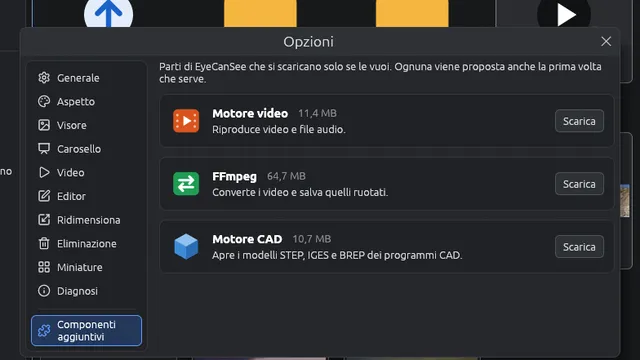 Opzioni
Parti di EyeCanSee che si scaricano solo se le vuoi. Ognuna viene proposta anche la prima volta
che serve.
Generale
Aspetto
Visore
Carosello
Video
Editor
Ridimensiona
Eliminazione
Miniature
Diagnosi
Componenti
aggiuntivi
Motore video 11,4 MB
Riproduce video e file audio.
Scarica
FFmpeg 64,7 MB
Converte i video e salva quelli ruotati.
Scarica
Motore CAD 10,7 MB
Apre i modelli STEP, IGES e BREP dei programmi CAD.
Scarica
no